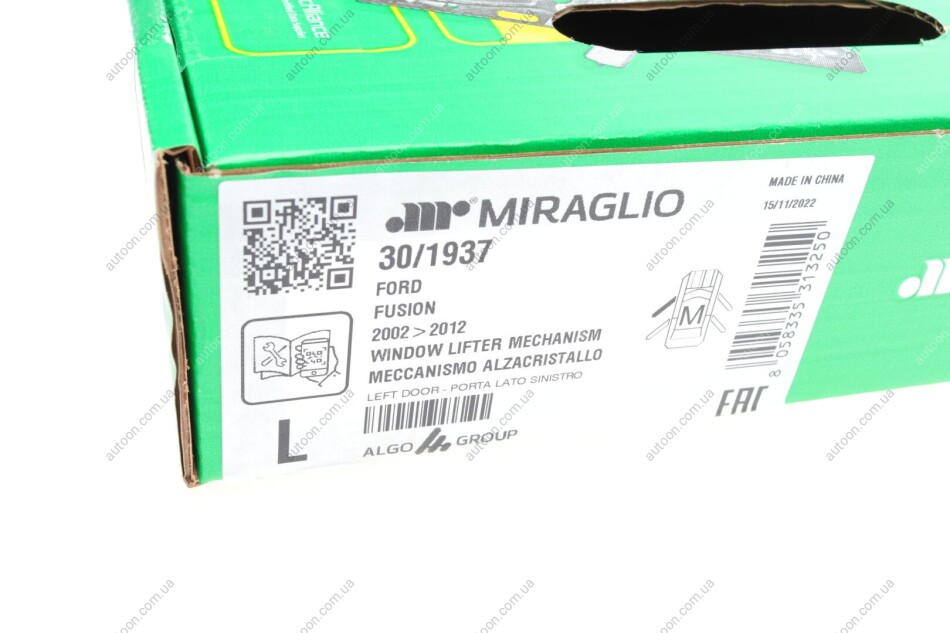 MIRAGLIO
MADE IN CHINA
15/11/2022
30/1937
FORD
FUSION
2002 > 2012
WINDOW LIFTER MECHANISM
MECCANISMO ALZACRISTALLO
LEFT DOOR - PORTA LATO SINISTRO
ALGO GROUP
L
M
8 058335 313250
EAC
autoon.com.ua